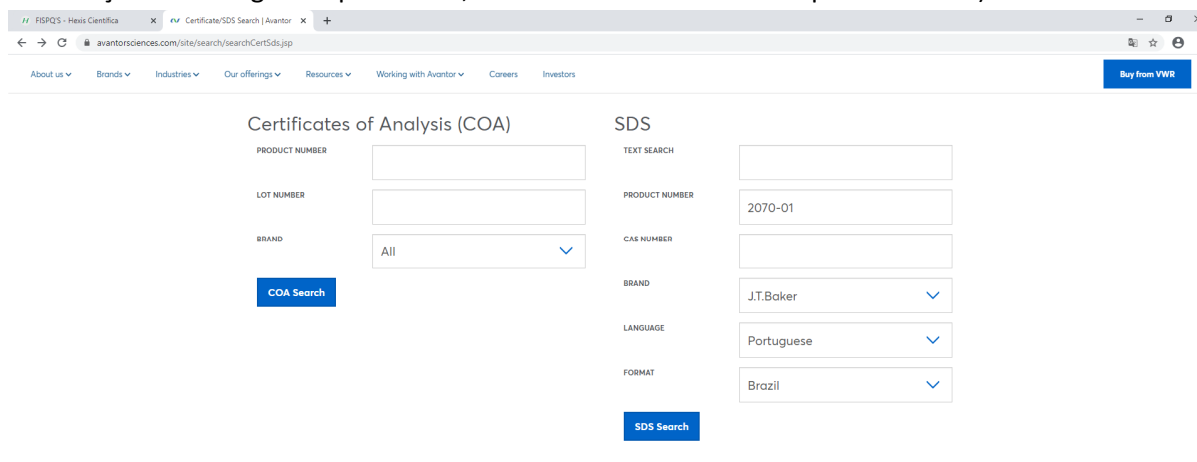 FISPQ'S - Hexis Científica
Certificate/SDS Search | Avantor
avantorsciences.com/site/search/searchCertSds.jsp
About us
Brands
Industries
Our offerings
Resources
Working with Avantor
Careers
Investors
Buy from VWR
Certificates of Analysis (COA)
PRODUCT NUMBER
LOT NUMBER
BRAND
All
COA Search
SDS
TEXT SEARCH
PRODUCT NUMBER
2070-01
CAS NUMBER
BRAND
J.T.Baker
LANGUAGE
Portuguese
FORMAT
Brazil
SDS Search